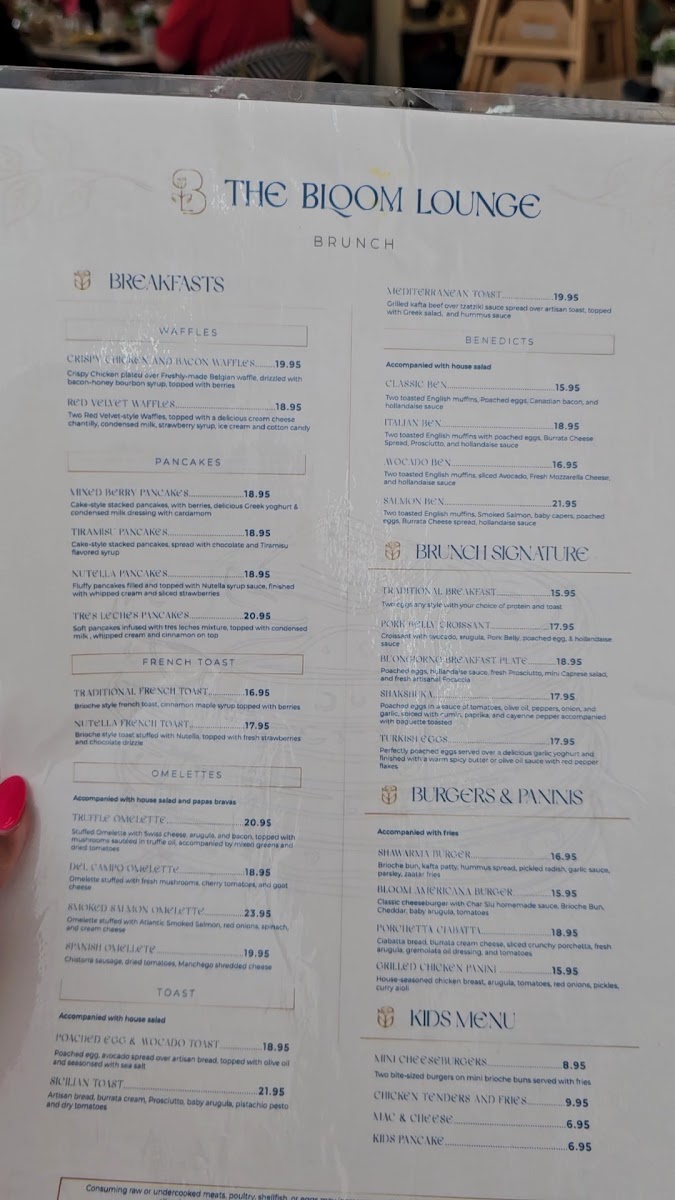 THE BLOOM LOUNGE
BRUNCH
BREAKFASTS
WAFFLES
CRISPY CHICKEN AND BACON WAFFLES.......19.95
Crispy Chicken plated over Freshly-made Belgian waffle, drizzled with
bacon-honey bourbon syrup, topped with berries
RED VELVET WAFFLES.......18.95
Two Red Velvet-style Waffles, topped with a delicious cream cheese
chantilly, condensed milk, strawberry syrup, ice cream and cotton candy
PANCAKES
MIXED BERRY PANCAKES.......18.95
Cake-style stacked pancakes, with berries, delicious Greek yoghurt &
condensed milk dressing with cardamom
TIRAMISU PANCAKES.......18.95
Cake-style stacked pancakes, spread with chocolate and Tiramisu
flavored syrup
NUTELLA PANCAKES.......18.95
Fluffy pancakes filled and topped with Nutella syrup sauce, finished
with whipped cream and sliced strawberries
TRES LECHES PANCAKES.......20.95
Soft pancakes infused with tres leches mixture, topped with condensed
milk , whipped cream and cinnamon on top
FRENCH TOAST
TRADITIONAL FRENCH TOAST.......16.95
Brioche style french toast, cinnamon maple syrup topped with berries
NUTELLA FRENCH TOAST.......17.95
Brioche style toast stuffed with Nutella, topped with fresh strawberries
and chocolate drizzle
OMELETTES
Accompanied with house salad and papas bravas
TRUFFLE OMELETTE.......20.95
Stuffed Omelette with Swiss cheese, arugula, and bacon, topped with
mushrooms sauteed in truffle oil, accompanied by mixed greens and
dried tomatoes
DEL CAMPO OMELETTE.......18.95
Omelette stuffed with fresh mushrooms, cherry tomatoes, and goat
cheese
SMOKED SALMON OMELETTE.......23.95
Omelette stuffed with Atlantic Smoked Salmon, red onions, spinach,
and cream cheese
SPANISH OMELLETE.......19.95
Chistorra sausage, dried tomatoes, Manchego shredded cheese
TOAST
Accompanied with house salad
POACHED EGG & AVOCADO TOAST.......18.95
Poached egg, avocado spread over artisan bread, topped with olive oil
and seasoned with sea salt
SICILIAN TOAST.......21.95
Artisan bread, burrata cream, Prosciutto, baby arugula, pistachio pesto
and dry tomatoes
MEDITERRANEAN TOAST.......19.95
Grilled kafta beef over tzatziki sauce spread over artisan toast, topped
with Greek salad, and hummus sauce
BENEDICTS
Accompanied with house salad
CLASSIC BEN.......15.95
Two toasted English muffins, Poached eggs, Canadian bacon, and
hollandaise sauce
ITALIAN BEN.......18.95
Two toasted English muffins with poached eggs, Burrata Cheese
Spread, Prosciutto, and hollandaise sauce
AVOCADO BEN.......16.95
Two toasted English muffins, sliced Avocado, Fresh Mozzarella Cheese,
and hollandaise sauce
SALMON BEN.......21.95
Two toasted English muffins, Smoked Salmon, baby capers, poached
eggs, Burrata Cheese spread, hollandaise sauce
BRUNCH SIGNATURE
TRADITIONAL BREAKFAST.......15.95
Two eggs any style with your choice of protein and toast
PORK BELLY CROISSANT.......17.95
Croissant with avocado, arugula, Pork Belly, poached egg, & hollandaise
sauce
BUONGIORNO BREAKFAST PLATE.......18.95
Poached eggs, hollandaise sauce, fresh Prosciutto, mini Caprese salad,
and fresh artisanal Focaccia
SHAKSHUKA.......17.95
Poached eggs in a sauce of tomatoes, olive oil, peppers, onion, and
garlic, spiced with cumin, paprika, and cayenne pepper accompanied
with baguette toasted
TURKISH EGGS.......17.95
Perfectly poached eggs served over a delicious garlic yoghurt and
finished with a warm spicy butter or olive oil sauce with red pepper
flakes
BURGERS & PANINIS
Accompanied with fries
SHAWARMA BURGER.......16.95
Brioche bun, kafta patty, hummus spread, pickled radish, garlic sauce,
parsley, zaatar fries
BLOOM AMERICANA BURGER.......15.95
Classic cheeseburger with Char Siu homemade sauce, Brioche Bun,
Cheddar, baby arugula, tomatoes
PORCHETTA CIABATTA.......18.95
Ciabatta bread, burrata cream cheese, sliced crunchy porchetta, fresh
arugula, gremolata oil dressing, and tomatoes
GRILLED CHICKEN PANINI.......15.95
House-seasoned chicken breast, arugula, tomatoes, red onions, pickles,
curry aioli
KIDS MENU
MINI CHEESEBURGERS.......8.95
Two bite-sized burgers on mini brioche buns served with fries
CHICKEN TENDERS AND FRIES.......9.95
MAC & CHEESE.......6.95
KIDS PANCAKE.......6.95
Consuming raw or undercooked meats, poultry, shellfish, or eggs